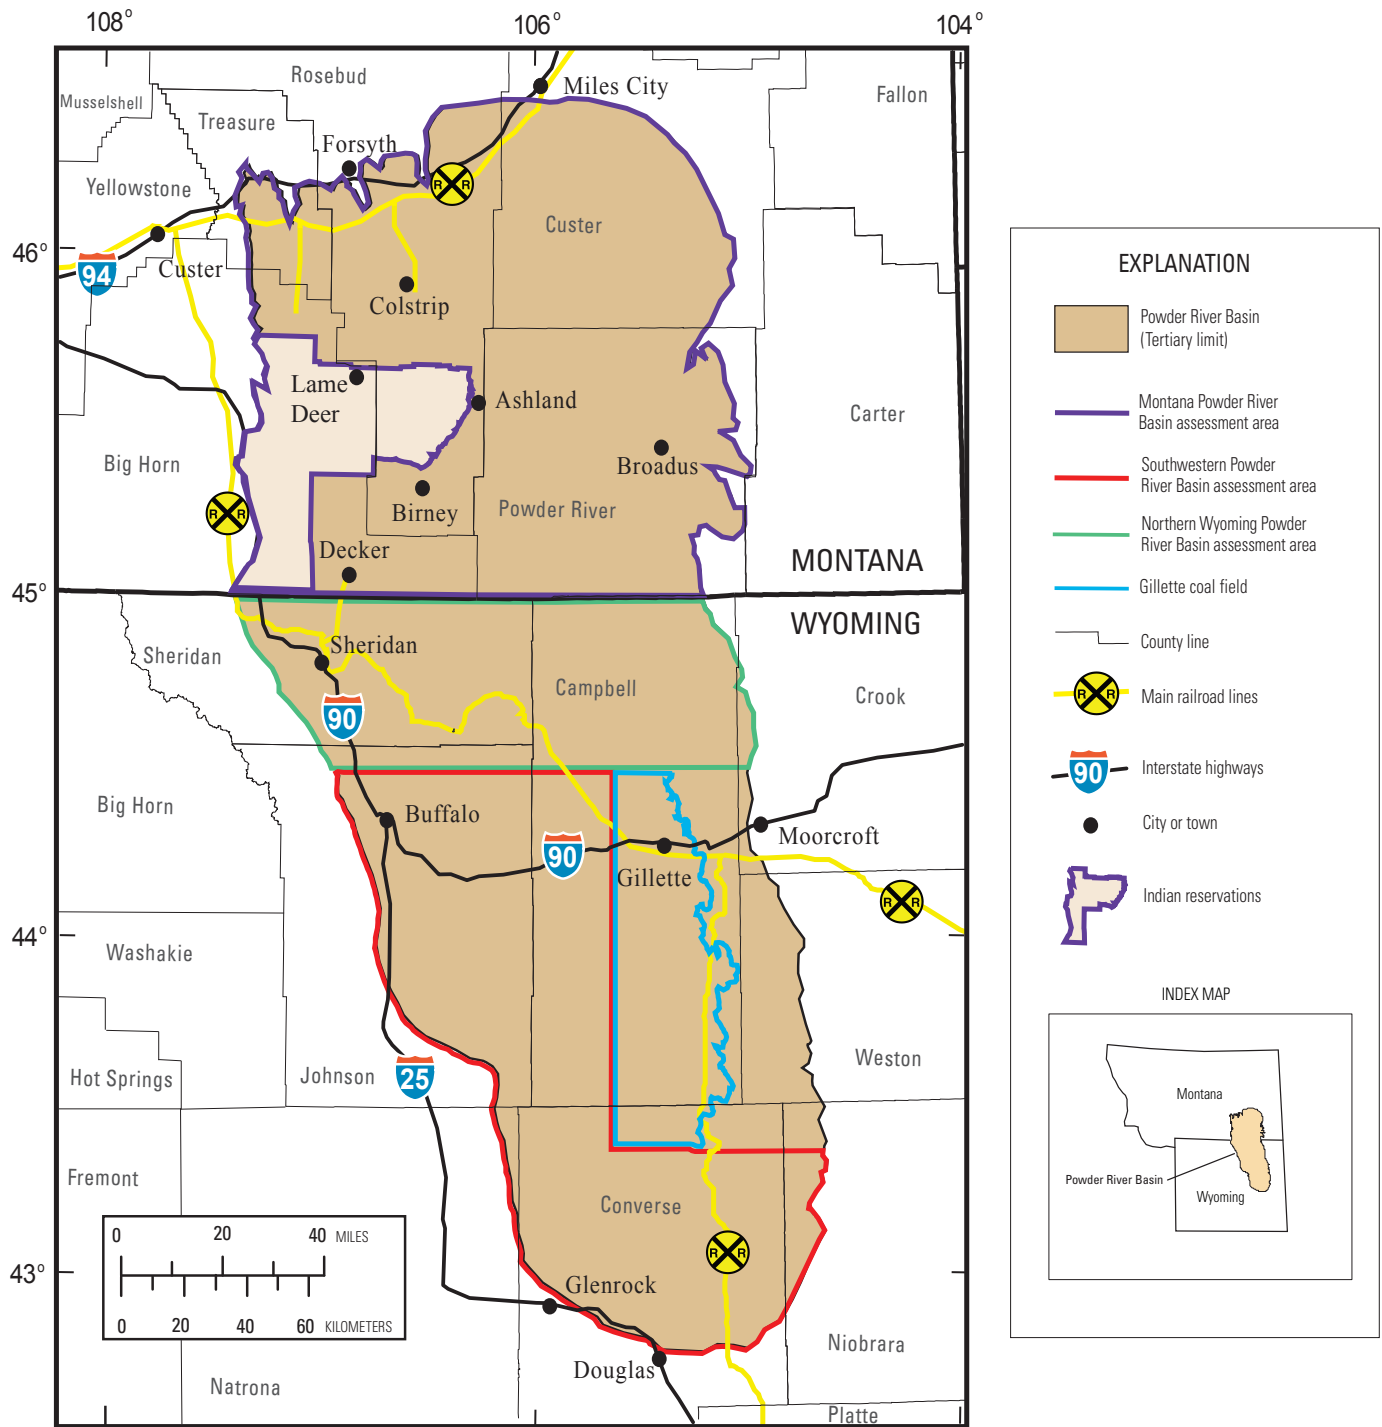 108°
106°
104°
Rosebud
Miles City
Fallon
Musselshell
Treasure
Forsyth
R R
Yellowstone
Custer
46°
94
Custer
Colstrip
Lame
Deer
Ashland
Carter
Big Horn
Broadus
R R
Birney
Powder River
Decker
MONTANA
45°
WYOMING
Sheridan
Sheridan
Campbell
Crook
90
Big Horn
Buffalo
Moorcroft
90
Gillette
R R
44°
Washakie
Weston
Hot Springs
Johnson
25
Fremont
Converse
0 20 40 MILES
0 20 40 60 KILOMETERS
R R
43°
Glenrock
Niobrara
Douglas
Natrona
Platte
EXPLANATION
Powder River Basin
(Tertiary limit)
Montana Powder River
Basin assessment area
Southwestern Powder
River Basin assessment area
Northern Wyoming Powder
River Basin assessment area
Gillette coal field
County line
R R
Main railroad lines
90
Interstate highways
City or town
Indian reservations
INDEX MAP
Montana
Powder River Basin
Wyoming